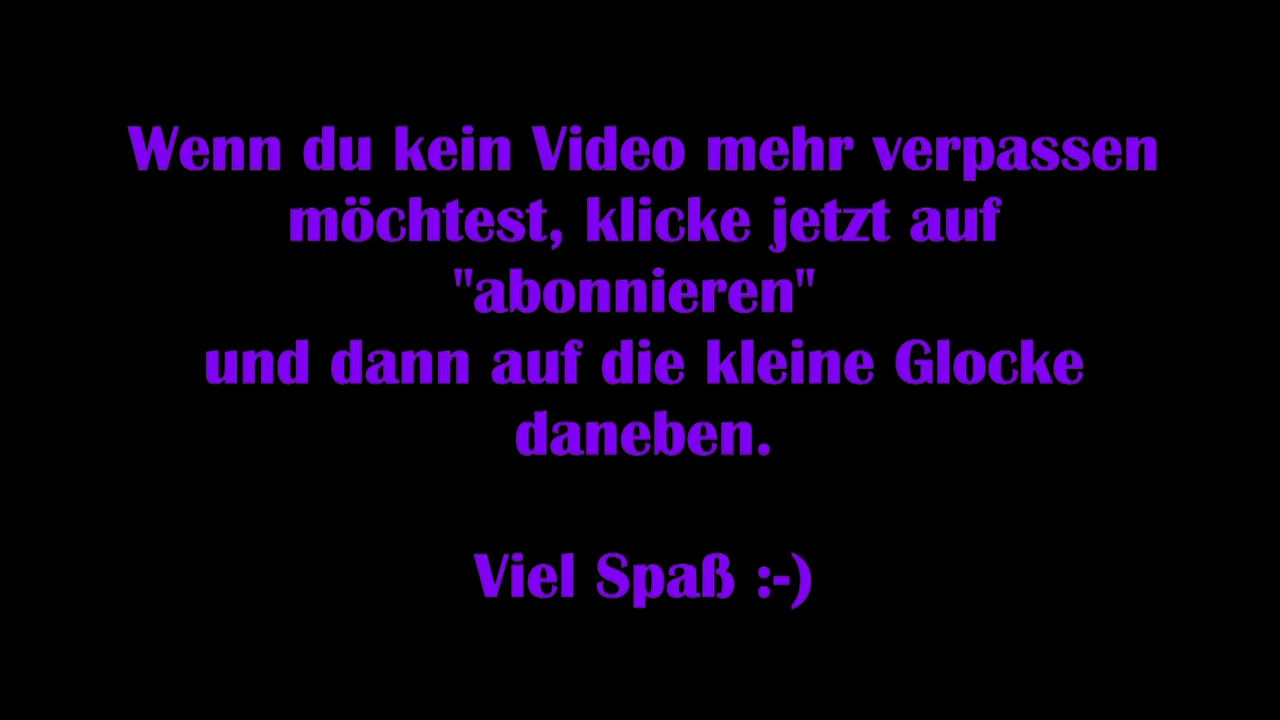 Wenn du kein Video mehr verpassen
möchtest, klicke jetzt auf
"abonnieren"
und dann auf die kleine Glocke
daneben.
Viel Spaß :-)